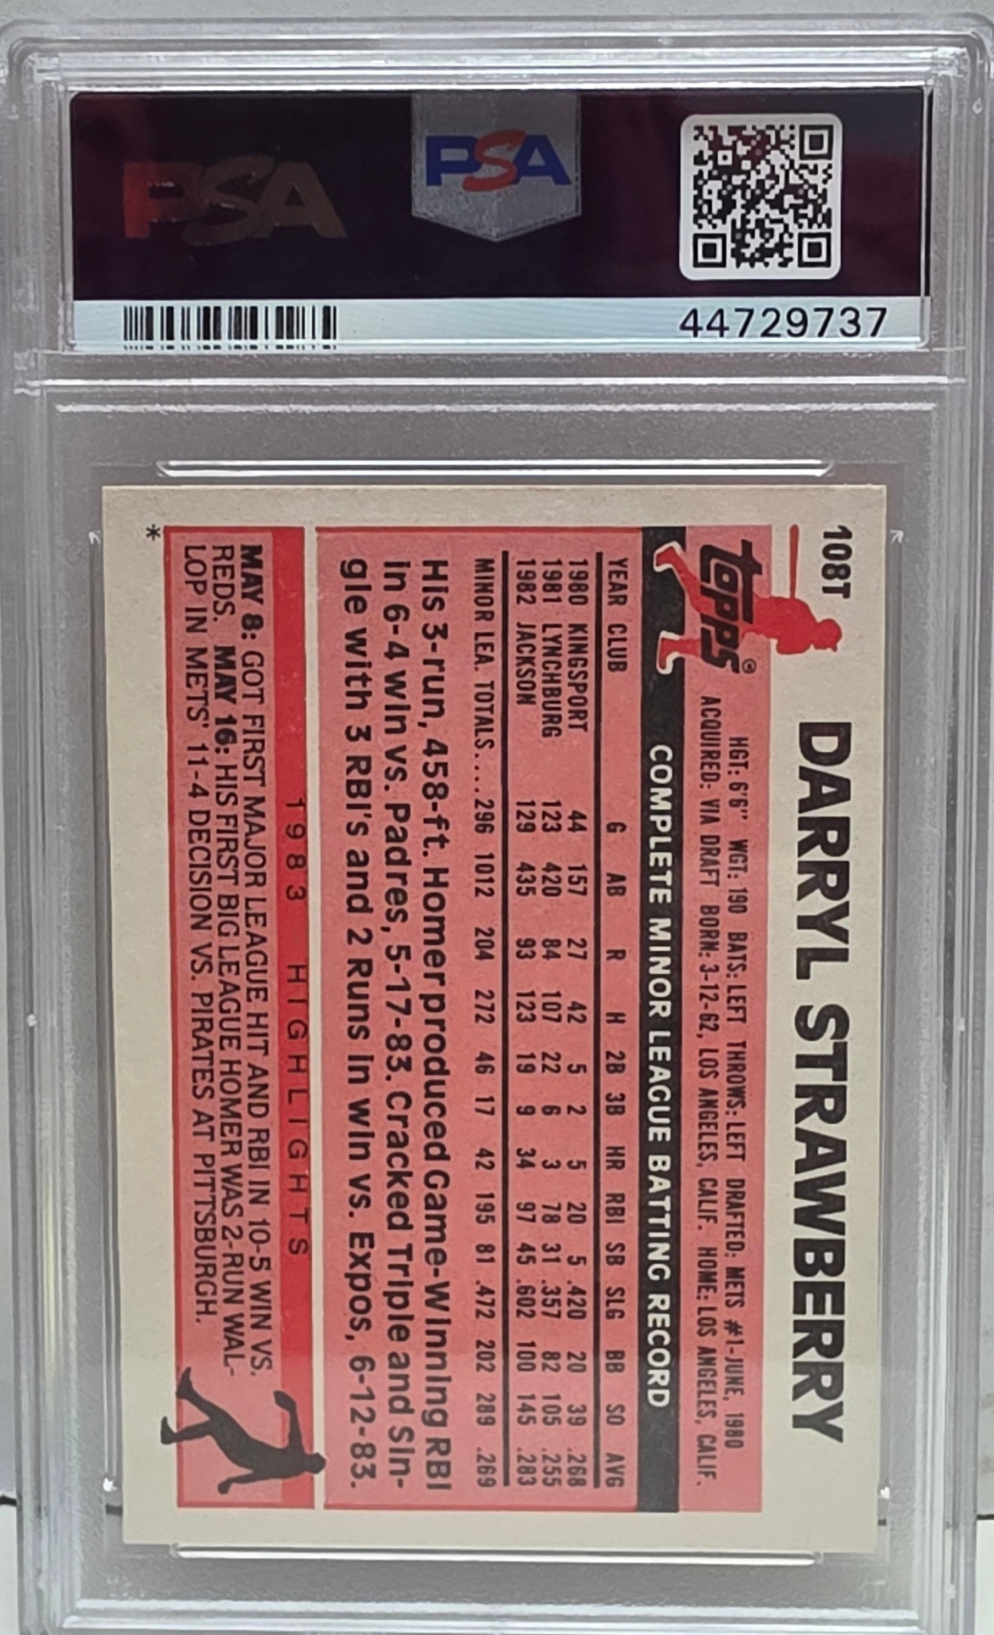 PSA
PSA
44729737
108T
DARRYL STRAWBERRY
topps®
HGT: 6'6" WGT: 190 BATS: LEFT THROWS: LEFT DRAFTED: METS #1-JUNE, 1980
ACQUIRED: VIA DRAFT BORN: 3-12-62, LOS ANGELES, CALIF. HOME: LOS ANGELES, CALIF.
COMPLETE MINOR LEAGUE BATTING RECORD
YEAR CLUB G AB R H 2B 3B HR RBI SB SLG BB SO AVG
1980 KINGSPORT 44 157 27 42 5 2 5 20 5 .420 20 39 .268
1981 LYNCHBURG 123 420 84 107 22 6 3 78 31 .357 82 105 .255
1982 JACKSON 129 435 93 123 19 9 34 97 45 .602 100 145 .283
MINOR LEA. TOTALS.... 296 1012 204 272 46 17 42 195 81 .472 202 289 .269
His 3-run, 458-ft. Homer produced Game-Winning RBI
in 6-4 win vs. Padres, 5-17-83. Cracked Triple and Sin-
gle with 3 RBI's and 2 Runs in win vs. Expos, 6-12-83.
1983 HIGHLIGHTS
MAY 8: GOT FIRST MAJOR LEAGUE HIT AND RBI IN 10-5 WIN VS.
REDS. MAY 16: HIS FIRST BIG LEAGUE HOMER WAS 2-RUN WAL-
LOP IN METS' 11-4 DECISION VS. PIRATES AT PITTSBURGH.
*